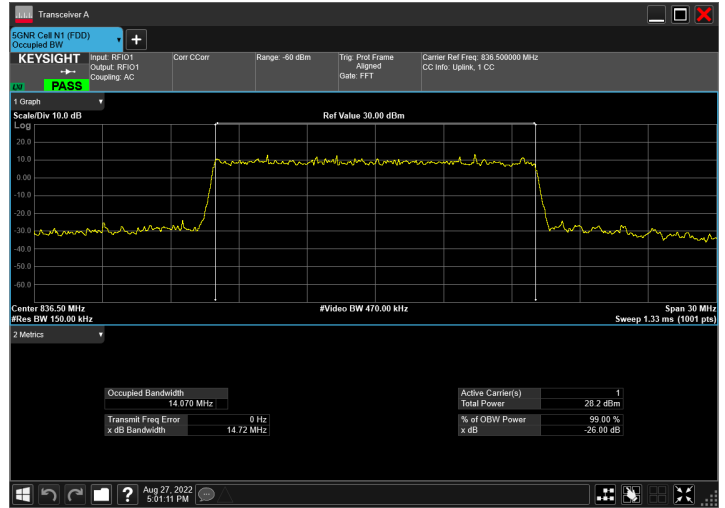 Transceiver A
5GNR Cell N1 (FDD)
Occupied BW
KEYSIGHT
LXI
PASS
Input: RFIO1
Output: RFIO1
Coupling: AC
Corr CCorr
Range: -60 dBm
Trig: Prot Frame
Aligned
Gate: FFT
Carrier Ref Freq: 836.500000 MHz
CC Info: Uplink, 1 CC
1 Graph
Scale/Div 10.0 dB
Ref Value 30.00 dBm
Log
20.0
10.0
0.00
-10.0
-20.0
-30.0
-40.0
-50.0
-60.0
Center 836.50 MHz
#Video BW 470.00 kHz
Span 30 MHz
#Res BW 150.00 kHz
Sweep 1.33 ms (1001 pts)
2 Metrics
Occupied Bandwidth
14.070 MHz
Transmit Freq Error 0 Hz
x dB Bandwidth 14.72 MHz
Active Carrier(s) 1
Total Power 28.2 dBm
% of OBW Power 99.00 %
x dB -26.00 dB
Aug 27, 2022
5:01:11 PM